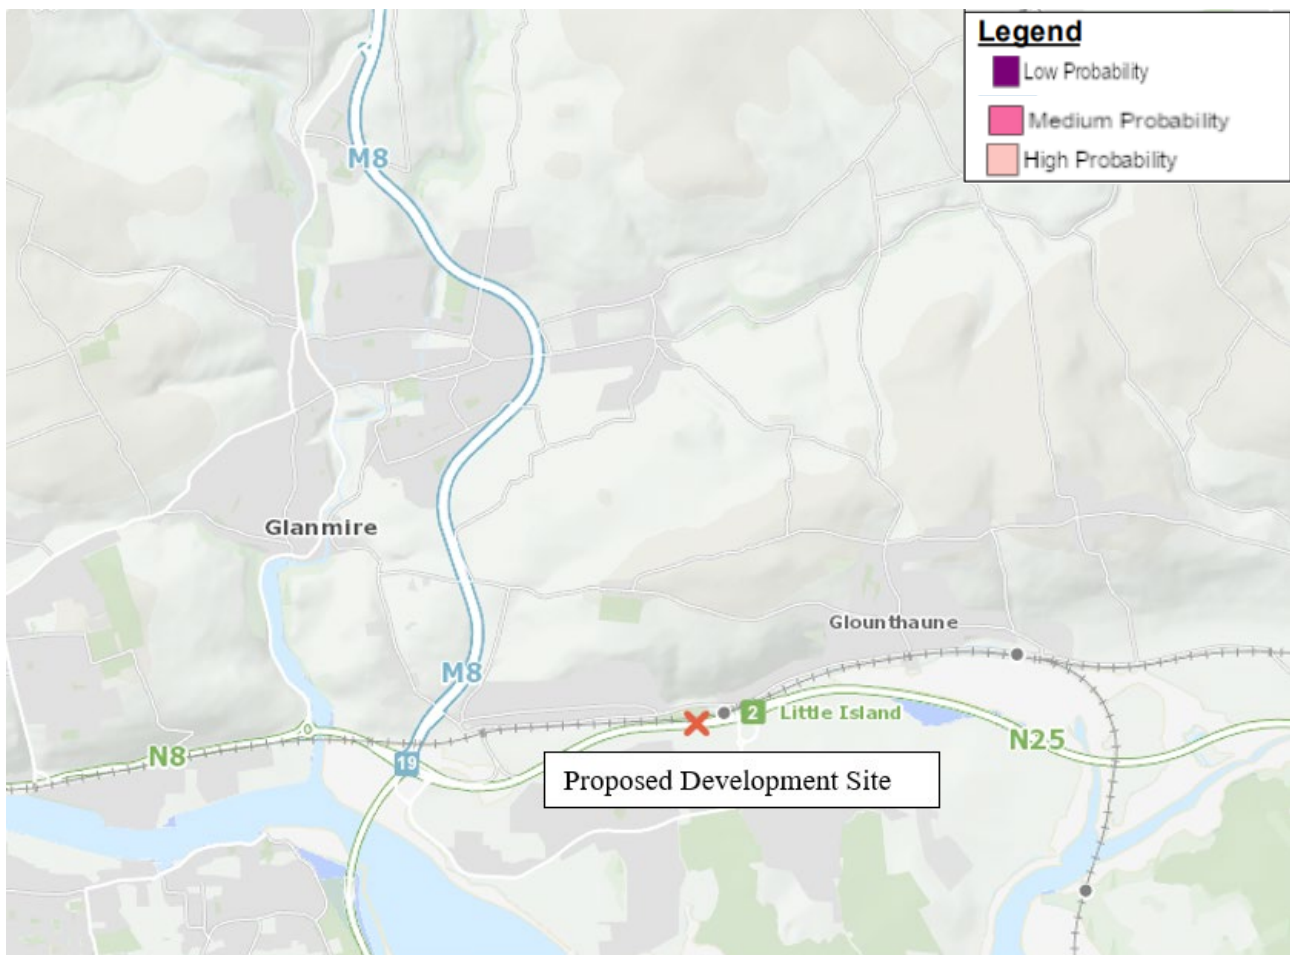 Legend
Low Probability
Medium Probability
High Probability
M8
Glanmire
Glounthaune
M8
2 Little Island
N8
19
N25
Proposed Development Site